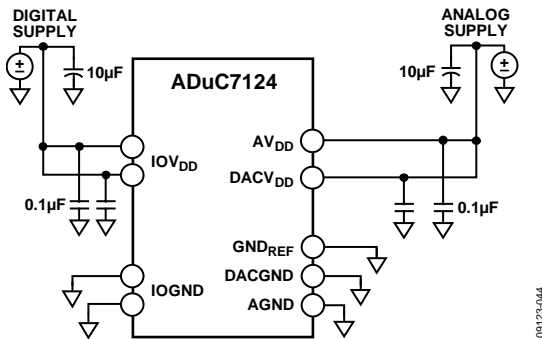 DIGITAL
SUPPLY
ANALOG
SUPPLY
10µF
10µF
ADuC7124
IOVDD
AVDD
DACVDD
0.1µF
0.1µF
GNDREF
DACGND
IOGND
AGND
09123-044